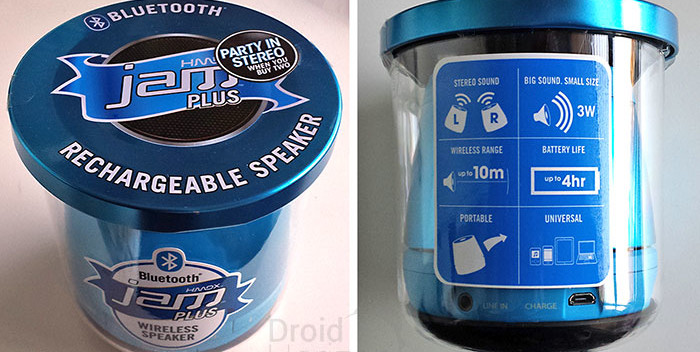 BLUETOOTH®
PARTY IN
STEREO
WHEN YOU
BUY TWO
HMDX
jam
PLUS
RECHARGEABLE SPEAKER
Bluetooth®
HMDX
jam
PLUS
WIRELESS
SPEAKER
Droid
STEREO SOUND
L R
BIG SOUND. SMALL SIZE
3W
WIRELESS RANGE
up to 10m
BATTERY LIFE
up to 4hr
PORTABLE
UNIVERSAL
LINE IN
CHARGE